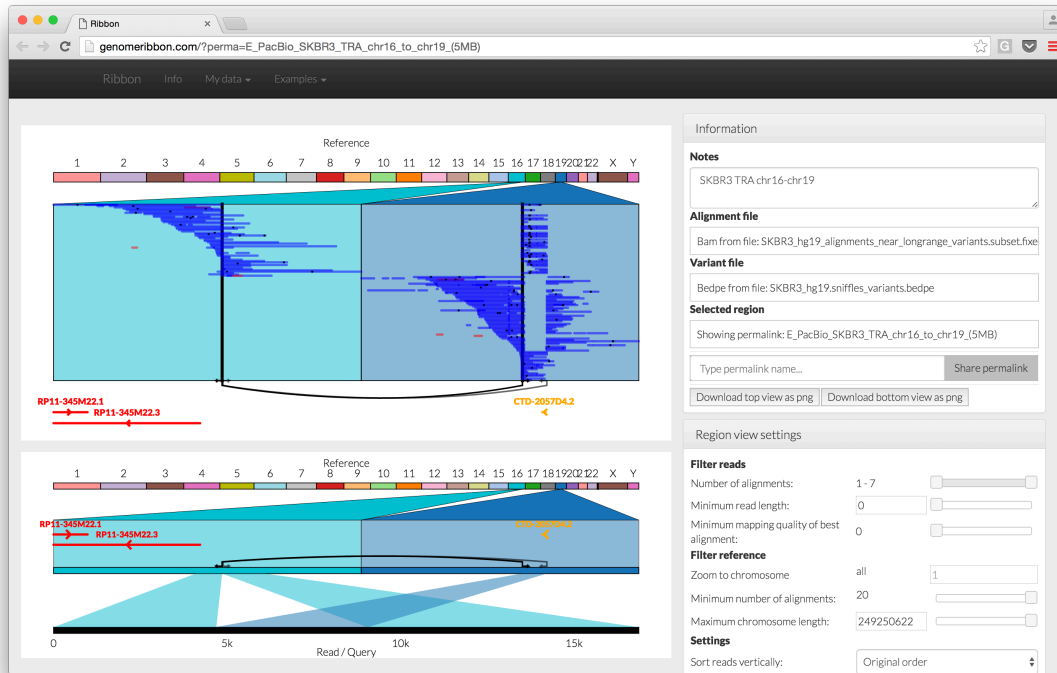 Ribbon
genomeribbon.com/?perma=E_PacBio_SKBR3_TRA_chr16_to_chr19_(5MB)
G
Ribbon Info My data Examples
Reference
1 2 3 4 5 6 7 8 9 10 11 12 13 14 15 16 17 18 19 20 21 22 X Y
RP11-345M22.1
RP11-345M22.3
CTD-2057D4.2
Reference
1 2 3 4 5 6 7 8 9 10 11 12 13 14 15 16 17 18 19 20 21 22 X Y
RP11-345M22.1
RP11-345M22.3
0 5k 10k 15k
Read / Query
Information
Notes
SKBR3 TRA chr16-chr19
Alignment file
Bam from file: SKBR3_hg19_alignments_near_longrange_variants.subset.fixe
Variant file
Bedpe from file: SKBR3_hg19.sniffles_variants.bedpe
Selected region
Showing permalink: E_PacBio_SKBR3_TRA_chr16_to_chr19_(5MB)
Type permalink name... Share permalink
Download top view as png Download bottom view as png
Region view settings
Filter reads
Number of alignments: 1 - 7
Minimum read length: 0
Minimum mapping quality of best
alignment: 0
Filter reference
Zoom to chromosome all 1
Minimum number of alignments: 20
Maximum chromosome length: 249250622
Settings
Sort reads vertically: Original order